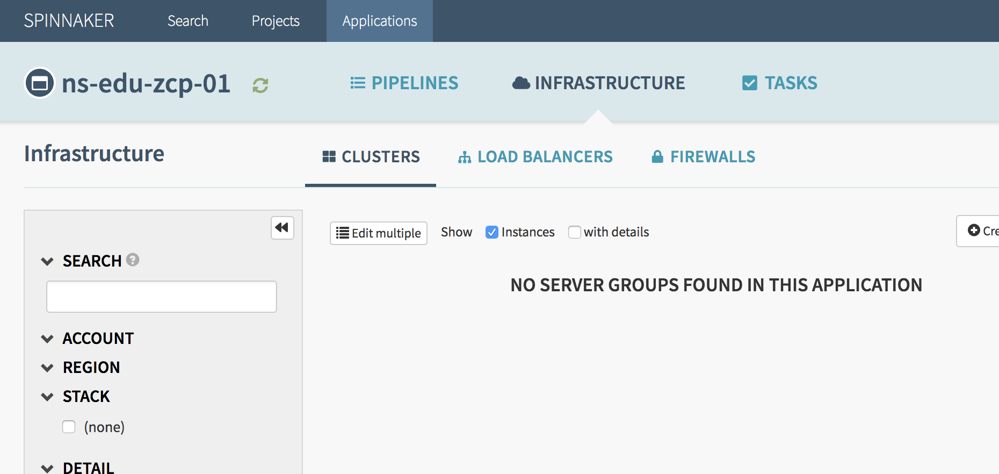 SPINNAKER Search Projects Applications
ns-edu-zcp-01 PIPELINES INFRASTRUCTURE TASKS
Infrastructure CLUSTERS LOAD BALANCERS FIREWALLS
Edit multiple Show Instances with details Cre
SEARCH ?
NO SERVER GROUPS FOUND IN THIS APPLICATION
ACCOUNT
REGION
STACK
(none)
DETAIL